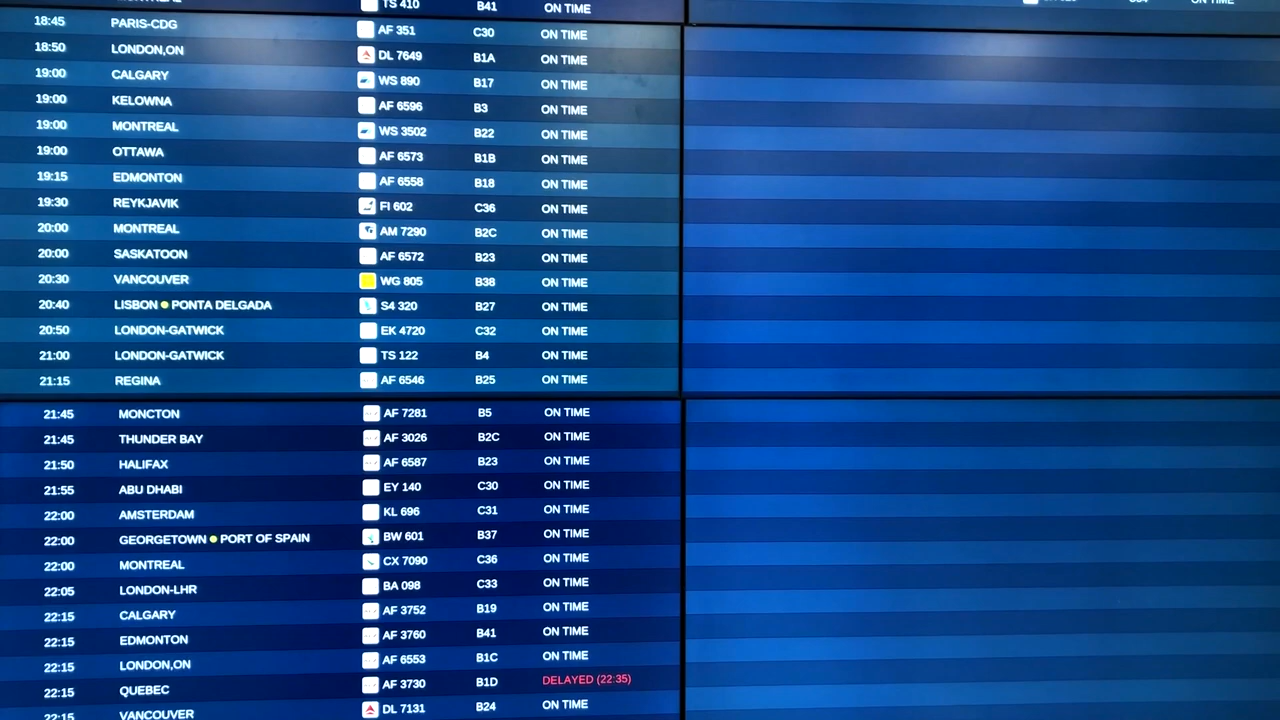 TS 410 B41 ON TIME
18:45 PARIS-CDG AF 351 C30 ON TIME
18:50 LONDON,ON DL 7649 B1A ON TIME
19:00 CALGARY WS 890 B17 ON TIME
19:00 KELOWNA AF 6596 B3 ON TIME
19:00 MONTREAL WS 3502 B22 ON TIME
19:00 OTTAWA AF 6573 B1B ON TIME
19:15 EDMONTON AF 6558 B18 ON TIME
19:30 REYKJAVIK FI 602 C36 ON TIME
20:00 MONTREAL AM 7290 B2C ON TIME
20:00 SASKATOON AF 6572 B23 ON TIME
20:30 VANCOUVER WG 805 B38 ON TIME
20:40 LISBON PONTA DELGADA S4 320 B27 ON TIME
20:50 LONDON-GATWICK EK 4720 C32 ON TIME
21:00 LONDON-GATWICK TS 122 B4 ON TIME
21:15 REGINA AF 6546 B25 ON TIME
21:45 MONCTON AF 7281 B5 ON TIME
21:45 THUNDER BAY AF 3026 B2C ON TIME
21:50 HALIFAX AF 6587 B23 ON TIME
21:55 ABU DHABI EY 140 C30 ON TIME
22:00 AMSTERDAM KL 696 C31 ON TIME
22:00 GEORGETOWN PORT OF SPAIN BW 601 B37 ON TIME
22:00 MONTREAL CX 7090 C36 ON TIME
22:05 LONDON-LHR BA 098 C33 ON TIME
22:15 CALGARY AF 3752 B19 ON TIME
22:15 EDMONTON AF 3760 B41 ON TIME
22:15 LONDON,ON AF 6553 B1C ON TIME
22:15 QUEBEC AF 3730 B1D DELAYED (22:35)
22:15 VANCOUVER DL 7131 B24 ON TIME